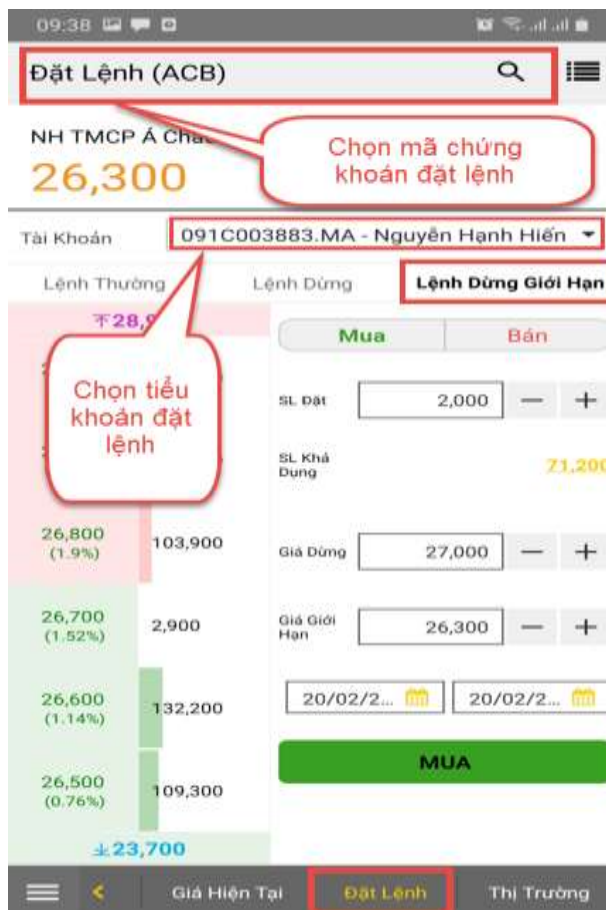 09:38
Đặt Lệnh (ACB)
NH TMCP Á Châu
26,300
Chọn mã chứng
khoán đặt lệnh
Tài Khoản
091C003883.MA - Nguyễn Hạnh Hiến
Lệnh Thường
Lệnh Dừng
Lệnh Dừng Giới Hạn
Mua
Bán
Chọn tiểu
khoản đặt
lệnh
SL Đặt
2,000
SL Khả
Dụng
71,200
26,800
(1.9%)
103,900
Giá Dừng
27,000
26,700
(1.52%)
2,900
Giá Giới
Hạn
26,300
26,600
(1.14%)
132,200
20/02/2...
20/02/2...
MUA
26,500
(0.76%)
109,300
23,700
Giá Hiện Tại
Đặt Lệnh
Thị Trường